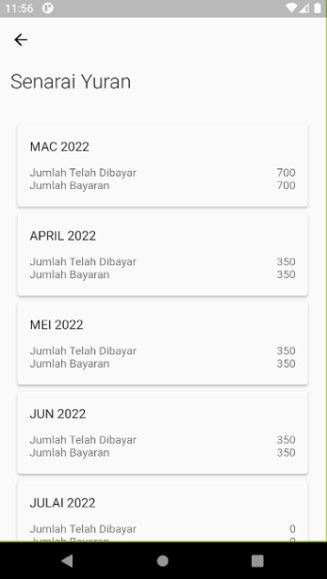 11:56
Senarai Yuran
MAC 2022
Jumlah Telah Dibayar 700
Jumlah Bayaran 700
APRIL 2022
Jumlah Telah Dibayar 350
Jumlah Bayaran 350
MEI 2022
Jumlah Telah Dibayar 350
Jumlah Bayaran 350
JUN 2022
Jumlah Telah Dibayar 350
Jumlah Bayaran 350
JULAI 2022
Jumlah Telah Dibayar 0